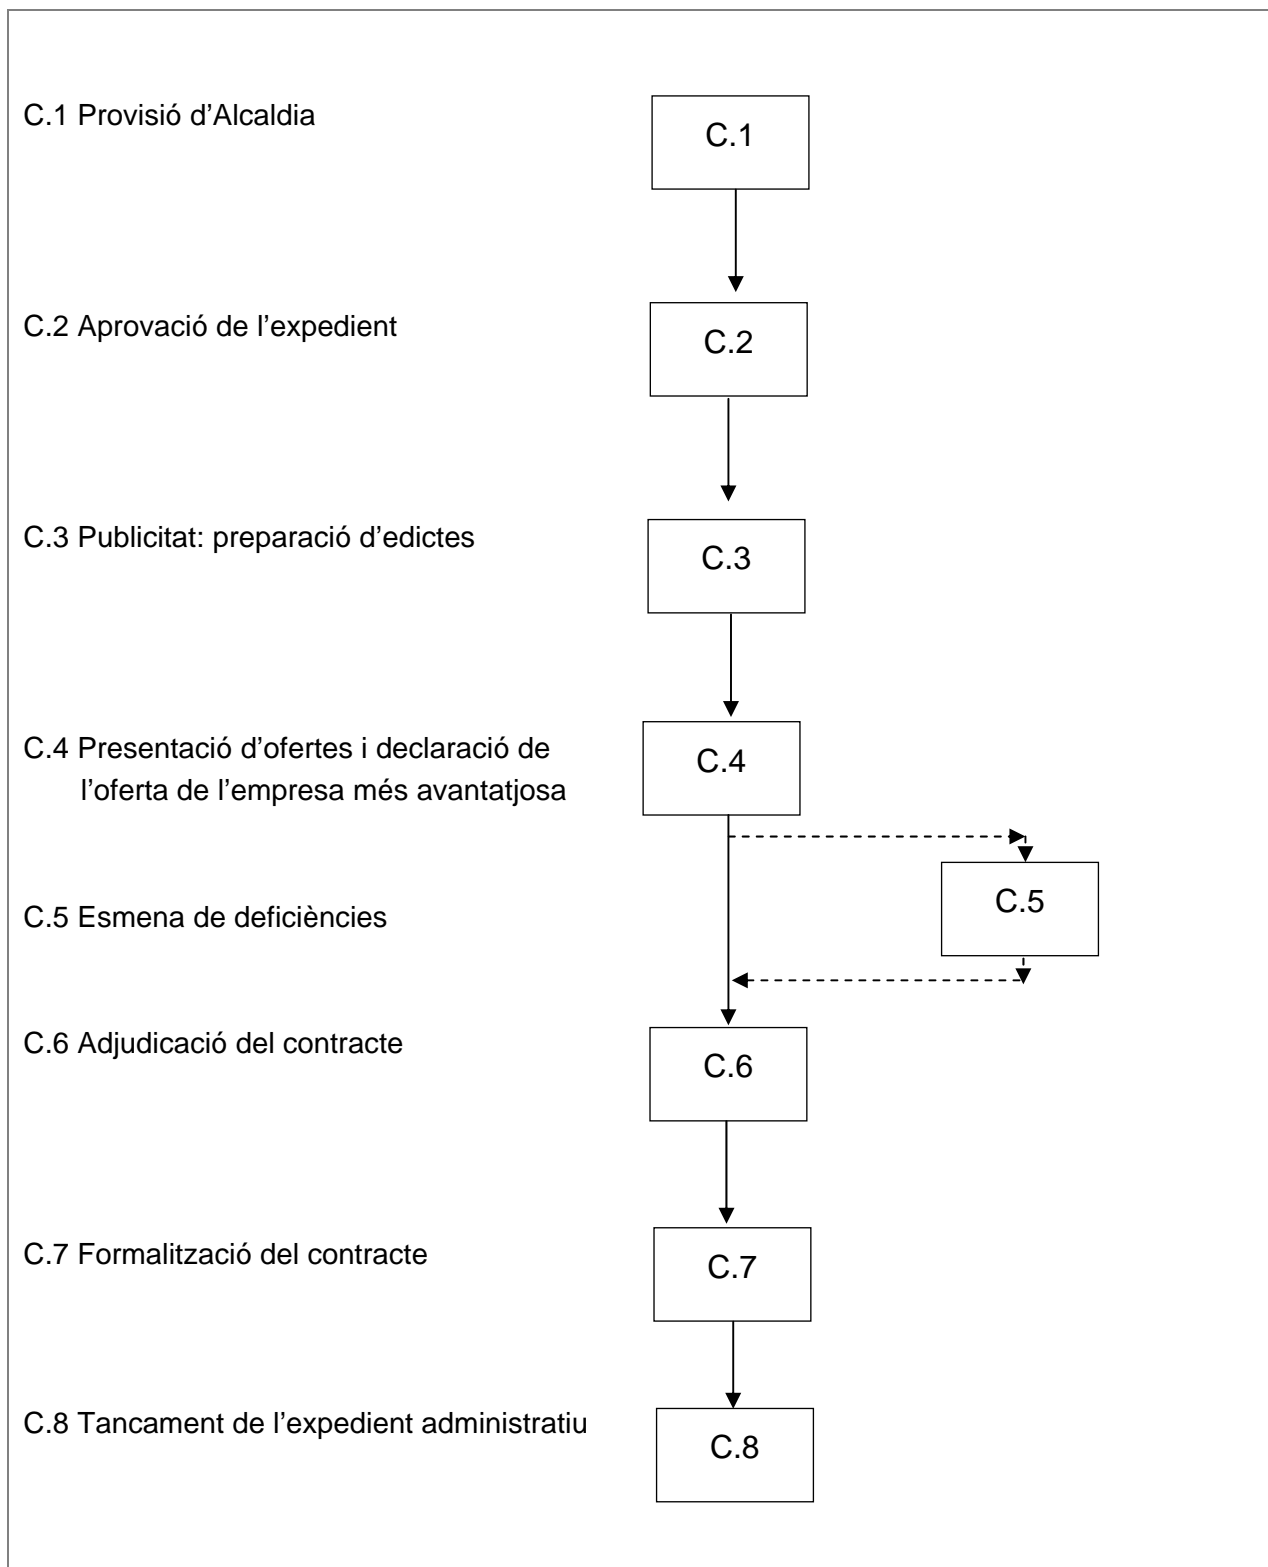 C.1 Provisió d’Alcaldia
C.1
C.2 Aprovació de l’expedient
C.2
C.3 Publicitat: preparació d’edictes
C.3
C.4 Presentació d’ofertes i declaració de
l’oferta de l’empresa més avantatjosa
C.4
C.5 Esmena de deficiències
C.5
C.6 Adjudicació del contracte
C.6
C.7 Formalització del contracte
C.7
C.8 Tancament de l’expedient administratiu
C.8